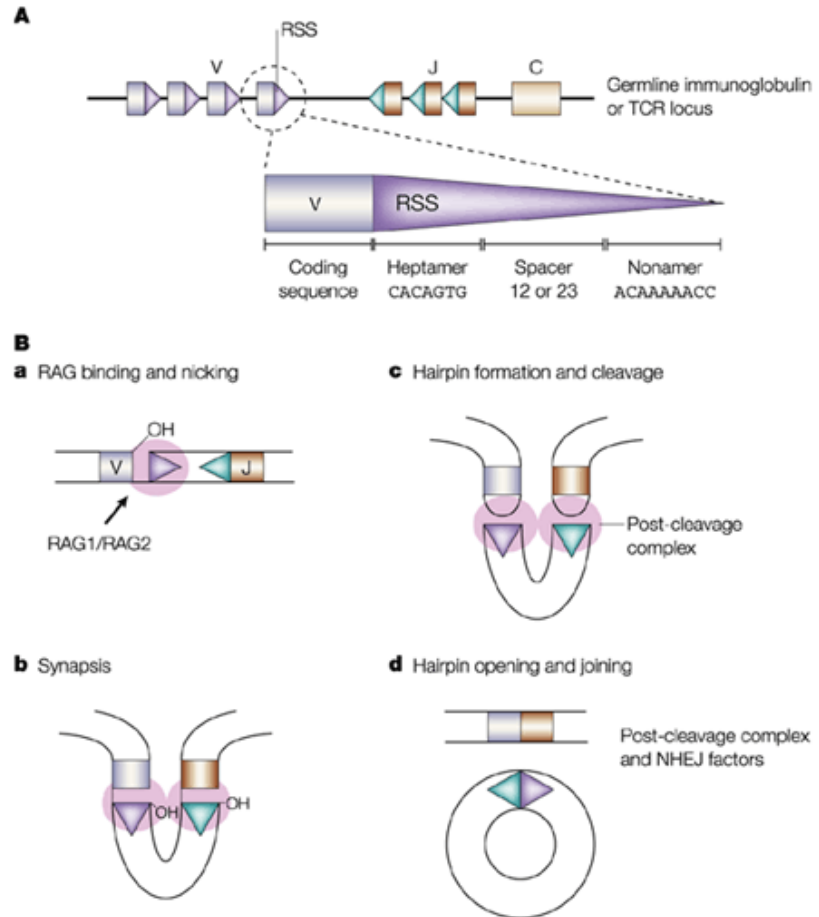 A
RSS
V
J
C
Germline immunoglobulin
or TCR locus
V
RSS
Coding
sequence
Heptamer
CACAGTG
Spacer
12 or 23
Nonamer
ACAAAAACC
B
a RAG binding and nicking
OH
V
J
RAG1/RAG2
b Synapsis
OH
OH
c Hairpin formation and cleavage
Post-cleavage
complex
d Hairpin opening and joining
Post-cleavage complex
and NHEJ factors